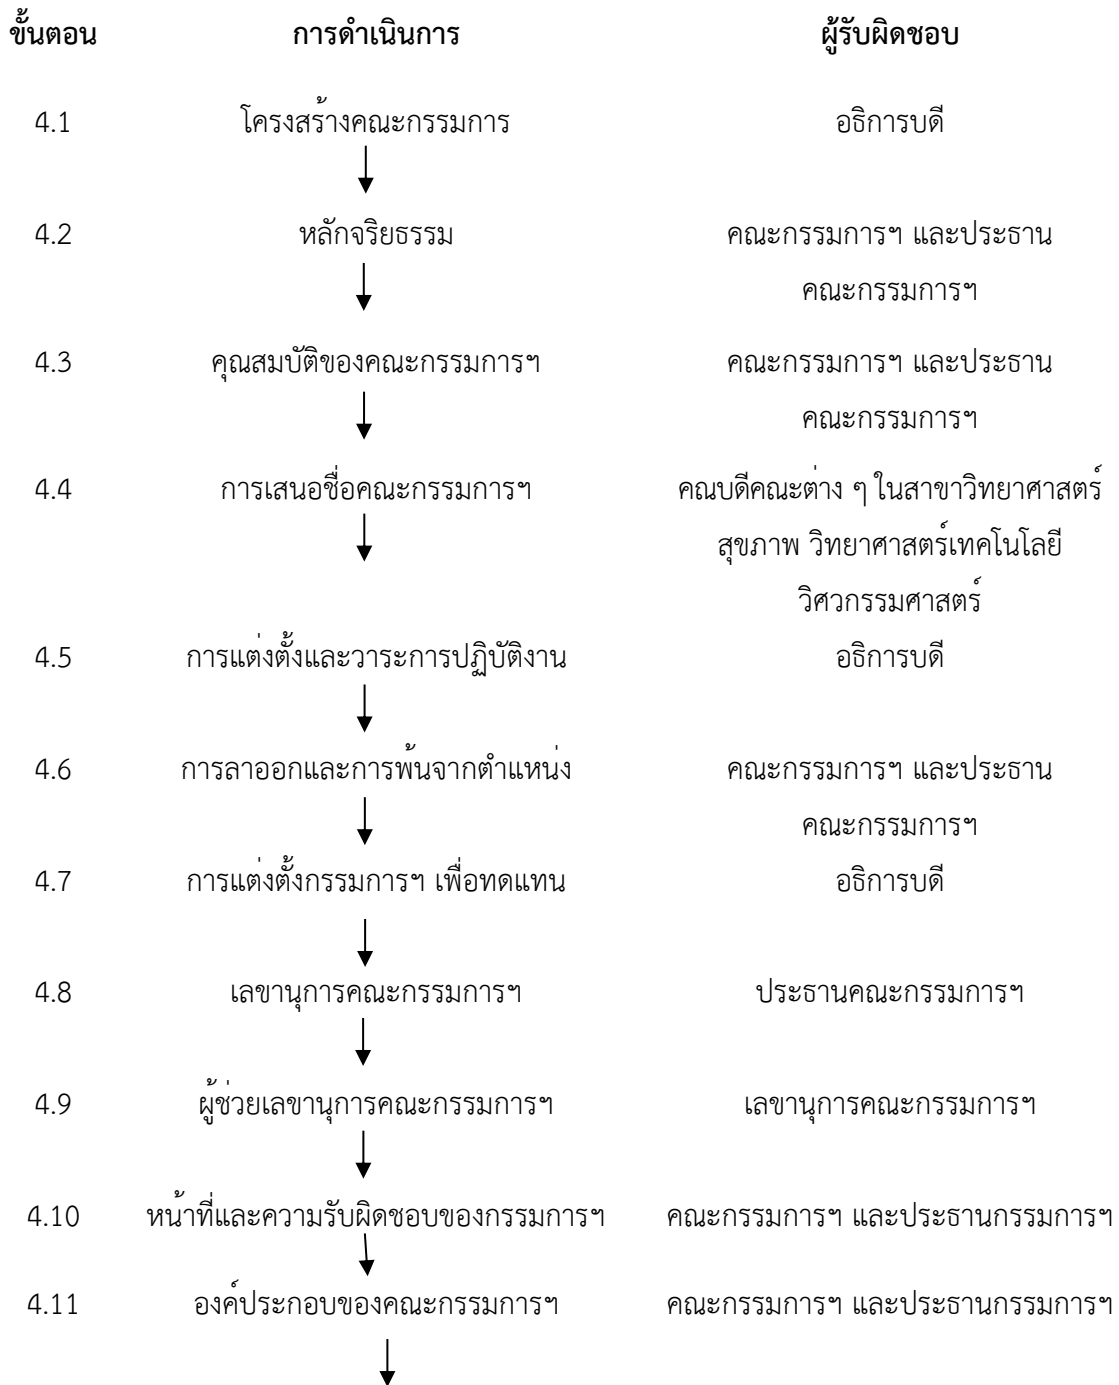 ขั้นตอน การดำเนินการ ผู้รับผิดชอบ
4.1 โครงสร้างคณะกรรมการ อธิการบดี
4.2 หลักจริยธรรม คณะกรรมการฯ และประธาน
คณะกรรมการฯ
4.3 คุณสมบัติของคณะกรรมการฯ คณะกรรมการฯ และประธาน
คณะกรรมการฯ
4.4 การเสนอชื่อคณะกรรมการฯ คณบดีคณะต่าง ๆ ในสาขาวิทยาศาสตร์
สุขภาพ วิทยาศาสตร์เทคโนโลยี
วิศวกรรมศาสตร์
4.5 การแต่งตั้งและวาระการปฏิบัติงาน อธิการบดี
4.6 การลาออกและการพ้นจากตำแหน่ง คณะกรรมการฯ และประธาน
คณะกรรมการฯ
4.7 การแต่งตั้งกรรมการฯ เพื่อทดแทน อธิการบดี
4.8 เลขานุการคณะกรรมการฯ ประธานคณะกรรมการฯ
4.9 ผู้ช่วยเลขานุการคณะกรรมการฯ เลขานุการคณะกรรมการฯ
4.10 หน้าที่และความรับผิดชอบของกรรมการฯ คณะกรรมการฯ และประธานกรรมการฯ
4.11 องค์ประกอบของคณะกรรมการฯ คณะกรรมการฯ และประธานกรรมการฯ